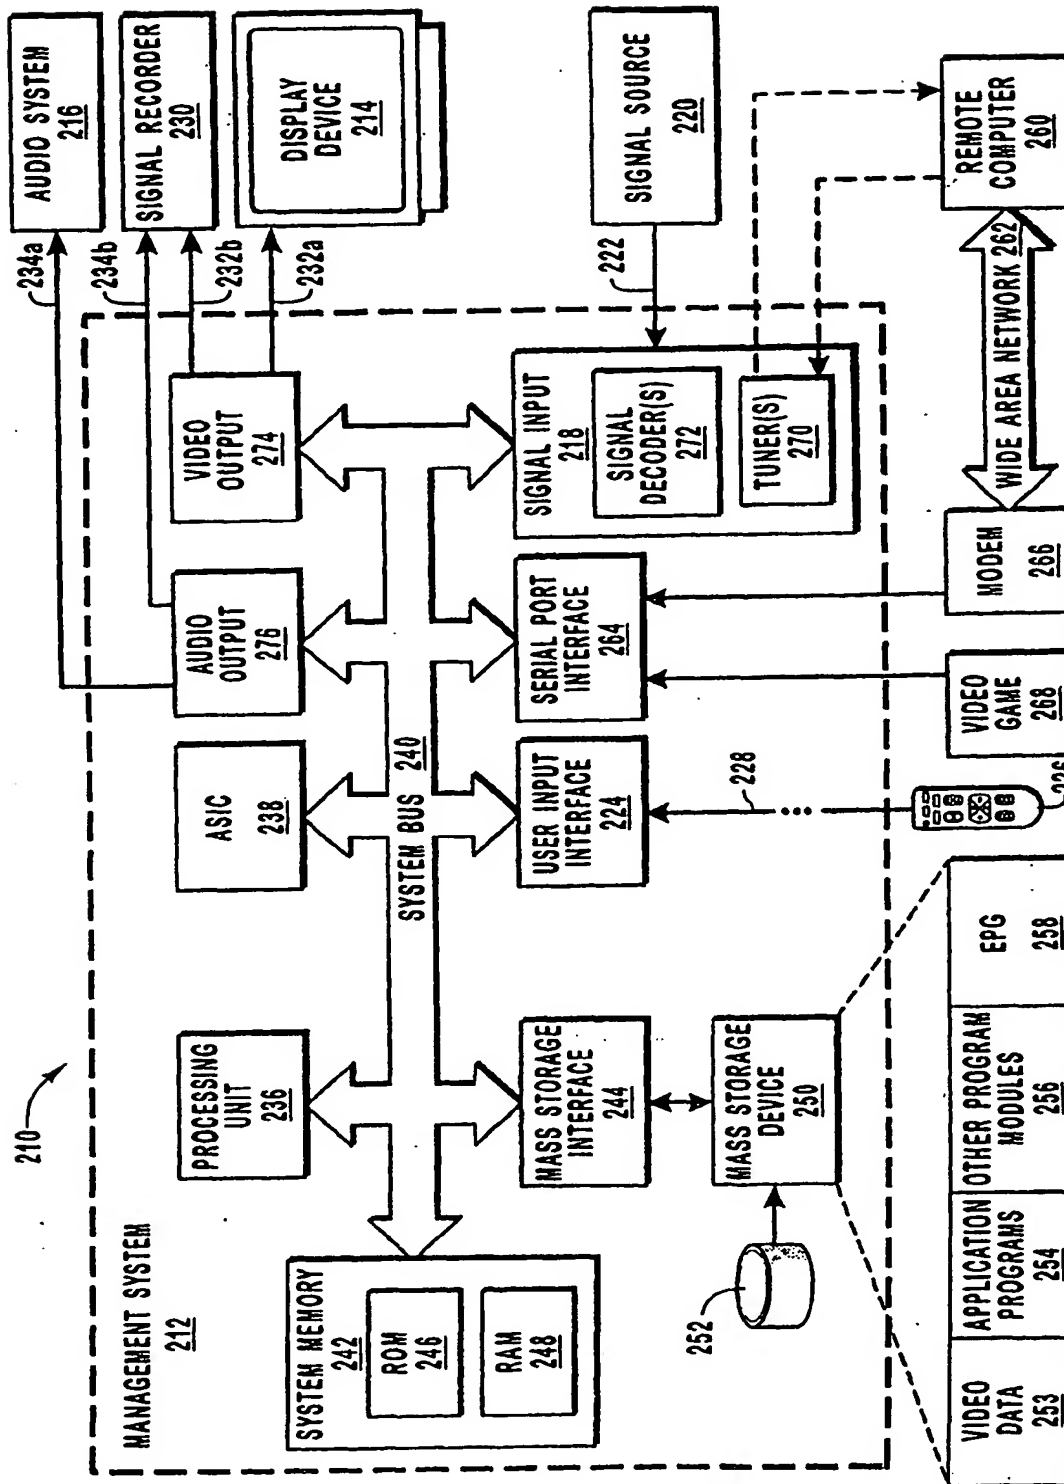 210
MANAGEMENT SYSTEM
212
SYSTEM MEMORY
242
ROM
246
RAM
248
PROCESSING
UNIT
236
ASIC
238
AUDIO
OUTPUT
276
VIDEO
OUTPUT
274
234a
234b
232b
232a
AUDIO SYSTEM
216
SIGNAL RECORDER
230
DISPLAY
DEVICE
214
SYSTEM BUS 240
MASS STORAGE
INTERFACE
244
USER INPUT
INTERFACE
224
SERIAL PORT
INTERFACE
264
SIGNAL INPUT
218
SIGNAL
DECODER(S)
272
TUNER(S)
270
222
SIGNAL SOURCE
220
252
MASS STORAGE
DEVICE
250
228
226
VIDEO
GAME
268
MODEM
266
WIDE AREA NETWORK 262
REMOTE
COMPUTER
260
VIDEO
DATA
253
APPLICATION
PROGRAMS
254
OTHER PROGRAM
MODULES
256
EPG
258